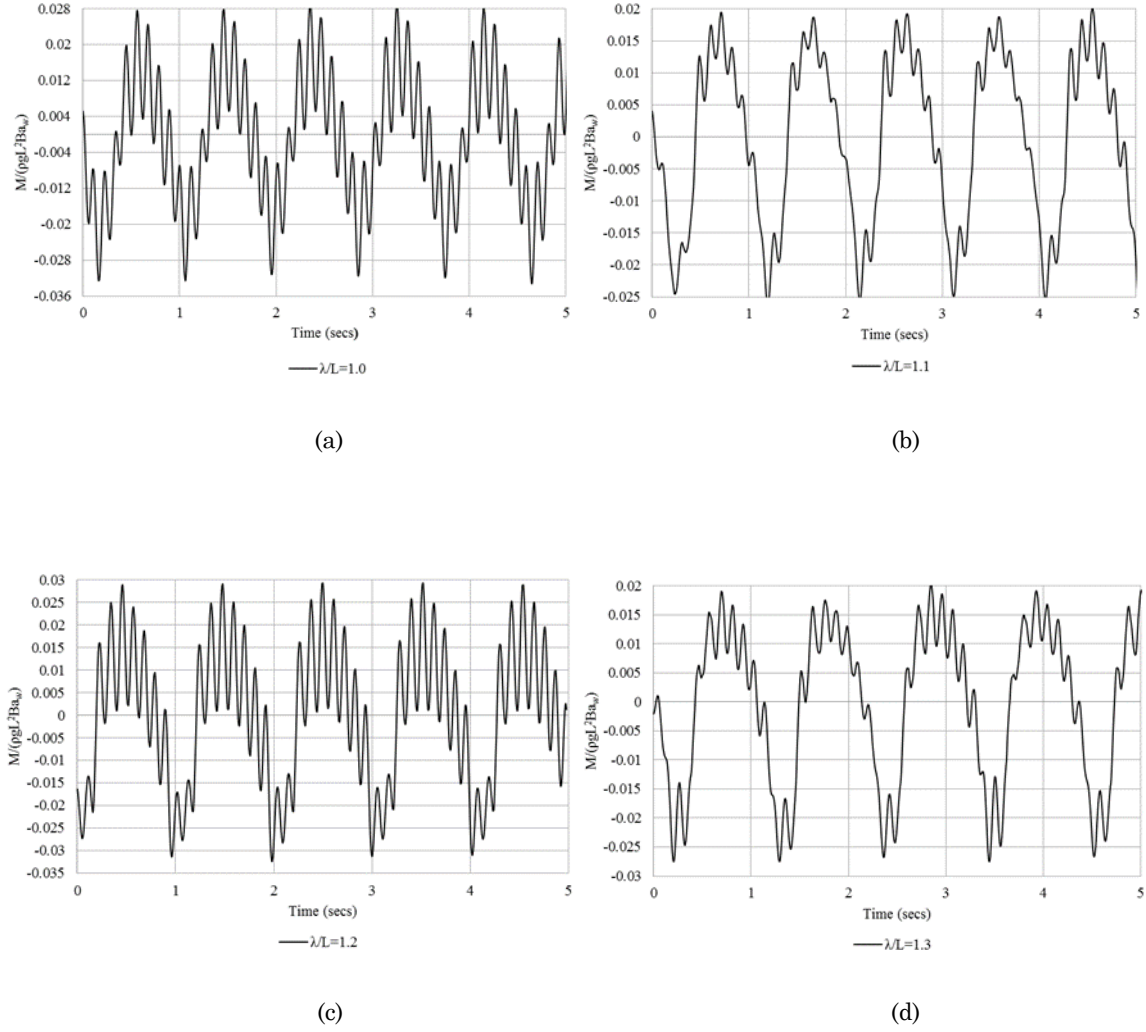 0.028
0.02
0.012
0.004
-0.004
-0.012
-0.02
-0.028
-0.036
M/(ρgL²Ba_w)
0 1 2 3 4 5
Time (secs)
λ/L=1.0
(a)
0.02
0.015
0.01
0.005
0
-0.005
-0.01
-0.015
-0.02
-0.025
M/(ρgL²Ba_w)
0 1 2 3 4 5
Time (secs)
λ/L=1.1
(b)
0.03
0.025
0.02
0.015
0.01
0.005
0
-0.005
-0.01
-0.015
-0.02
-0.025
-0.03
-0.035
M/(ρgL²Ba_w)
0 1 2 3 4 5
Time (secs)
λ/L=1.2
(c)
0.02
0.015
0.01
0.005
0
-0.005
-0.01
-0.015
-0.02
-0.025
-0.03
M/(ρgL²Ba_w)
0 1 2 3 4 5
Time (secs)
λ/L=1.3
(d)